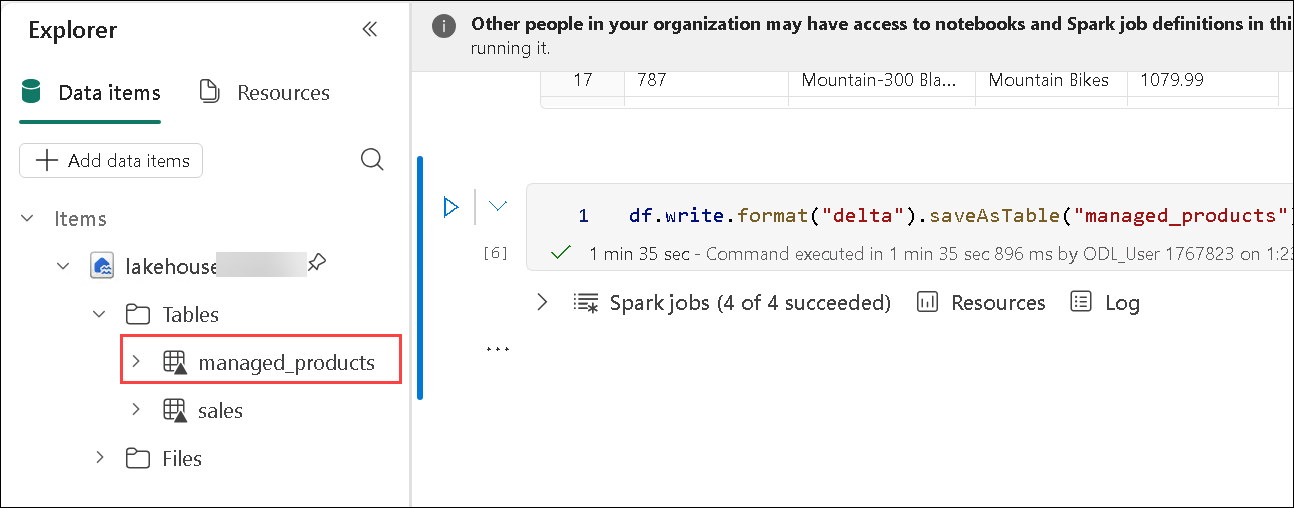 Explorer
Data items
Resources
Add data items
Items
lakehouse
Tables
managed_products
sales
Files
Other people in your organization may have access to notebooks and Spark job definitions in thi
running it.
17 787 Mountain-300 Bla... Mountain Bikes 1079.99
1 df.write.format("delta").saveAsTable("managed_products")
[6] 1 min 35 sec - Command executed in 1 min 35 sec 896 ms by ODL_User 1767823 on 1:23
Spark jobs (4 of 4 succeeded) Resources Log
...